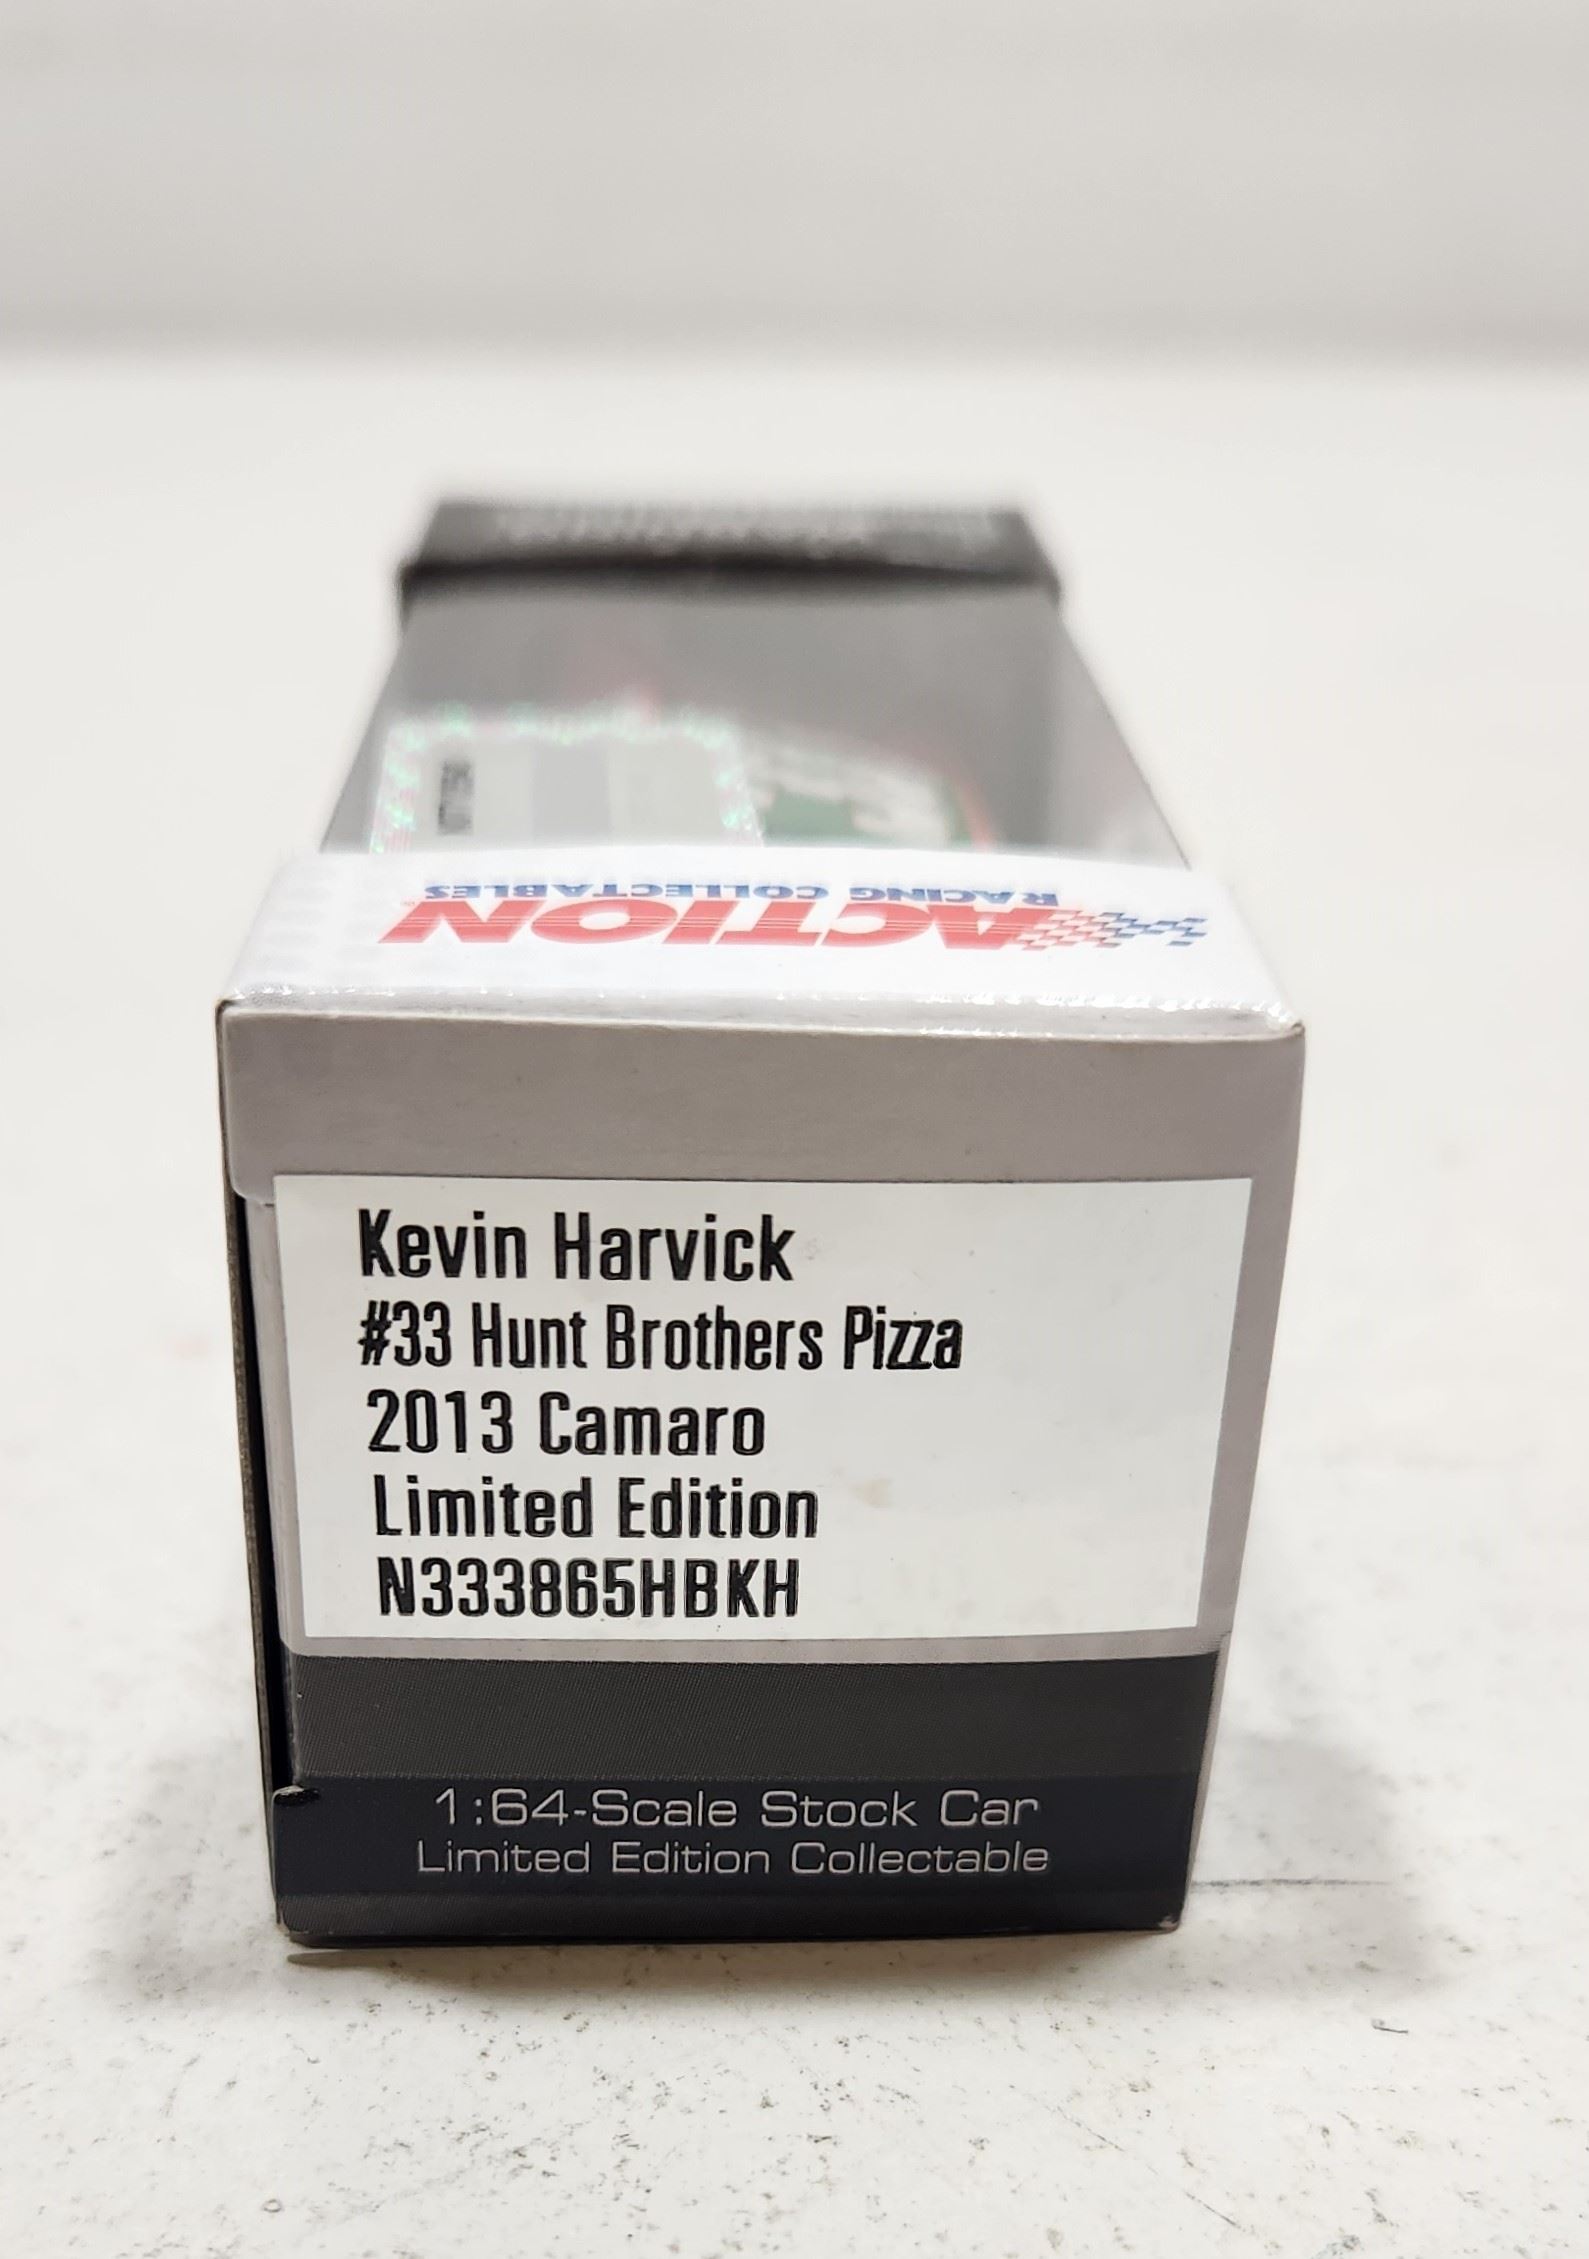 ACTION
RACING COLLECTABLES
Kevin Harvick
#33 Hunt Brothers Pizza
2013 Camaro
Limited Edition
N333865HBKH
1:64-Scale Stock Car
Limited Edition Collectable